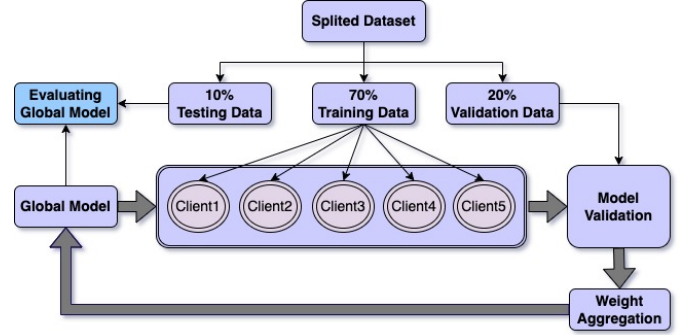 Splited Dataset
Evaluating
Global Model
10%
Testing Data
70%
Training Data
20%
Validation Data
Global Model
Client1
Client2
Client3
Client4
Client5
Model
Validation
Weight
Aggregation